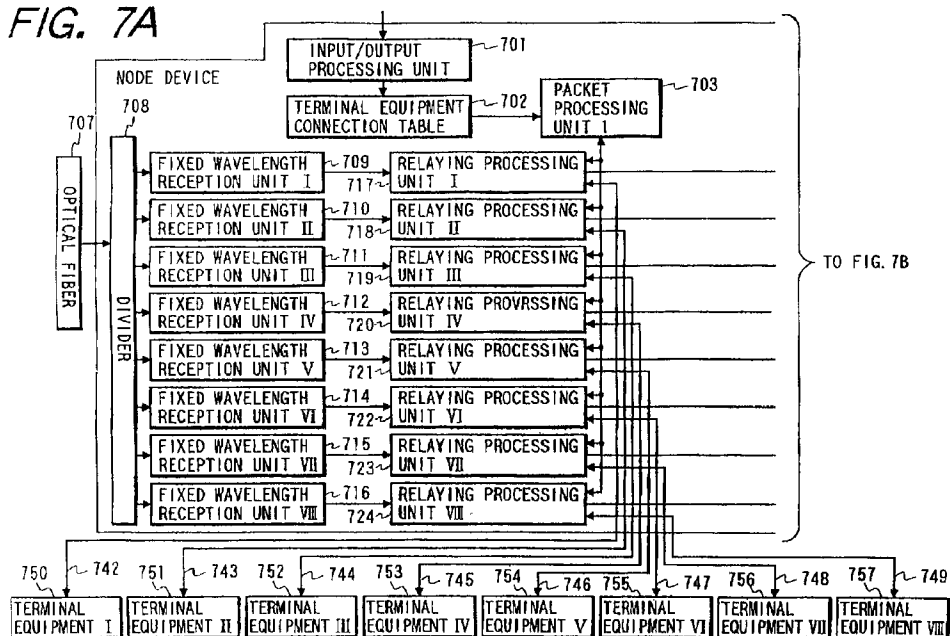 FIG. 7A
INPUT/OUTPUT
PROCESSING UNIT
701
NODE DEVICE
TERMINAL EQUIPMENT
CONNECTION TABLE
702
PACKET
PROCESSING
UNIT 1
703
707
708
OPTICAL FIBER
DIVIDER
FIXED WAVELENGTH
RECEPTION UNIT I
709
717
RELAYING PROCESSING
UNIT I
FIXED WAVELENGTH
RECEPTION UNIT II
710
718
RELAYING PROCESSING
UNIT II
FIXED WAVELENGTH
RECEPTION UNIT III
711
719
RELAYING PROCESSING
UNIT III
FIXED WAVELENGTH
RECEPTION UNIT IV
712
720
RELAYING PROVRSSING
UNIT IV
FIXED WAVELENGTH
RECEPTION UNIT V
713
721
RELAYING PROCESSING
UNIT V
FIXED WAVELENGTH
RECEPTION UNIT VI
714
722
RELAYING PROCESSING
UNIT VI
FIXED WAVELENGTH
RECEPTION UNIT VII
715
723
RELAYING PROCESSING
UNIT VII
FIXED WAVELENGTH
RECEPTION UNIT VIII
716
724
RELAYING PROCESSING
UNIT VIII
TO FIG. 7B
750
742
751
743
752
744
753
745
754
746
755
747
756
748
757
749
TERMINAL
EQUIPMENT I
TERMINAL
EQUIPMENT II
TERMINAL
EQUIPMENT III
TERMINAL
EQUIPMENT IV
TERMINAL
EQUIPMENT V
TERMINAL
EQUIPMENT VI
TERMINAL
EQUIPMENT VII
TERMINAL
EQUIPMENT VIII